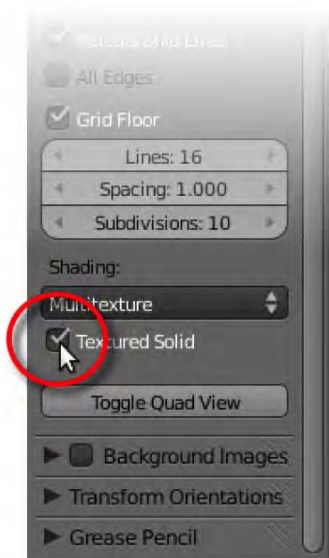 All Edges
Grid Floor
Lines: 16
Spacing: 1.000
Subdivisions: 10
Shading:
Multitexture
Textured Solid
Toggle Quad View
Background Images
Transform Orientations
Grease Pencil